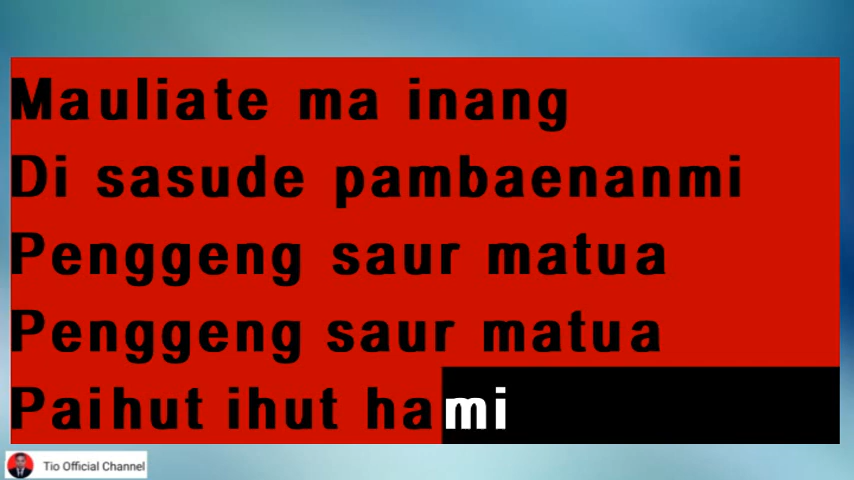 Mauliate ma inang
Di sasude pambaenanmi
Penggeng saur matua
Penggeng saur matua
Paihut ihut hami
Tio Official Channel